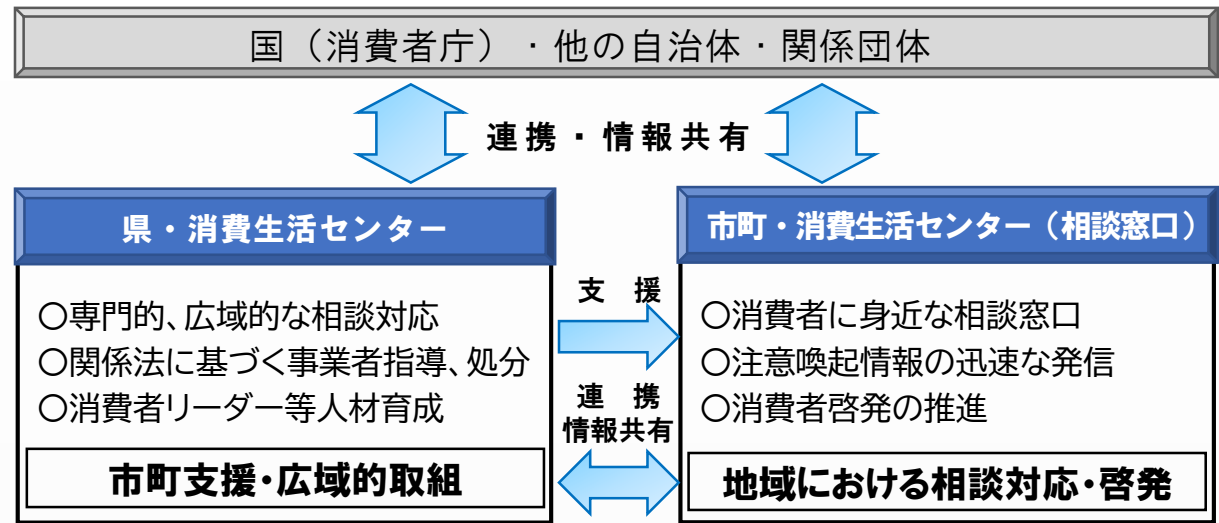 国（消費者庁）・他の自治体・関係団体
連携・情報共有
県・消費生活センター
〇専門的、広域的な相談対応
〇関係法に基づく事業者指導、処分
〇消費者リーダー等人材育成
市町支援・広域的取組
支　援
連　携
情報共有
市町・消費生活センター（相談窓口）
〇消費者に身近な相談窓口
〇注意喚起情報の迅速な発信
〇消費者啓発の推進
地域における相談対応・啓発